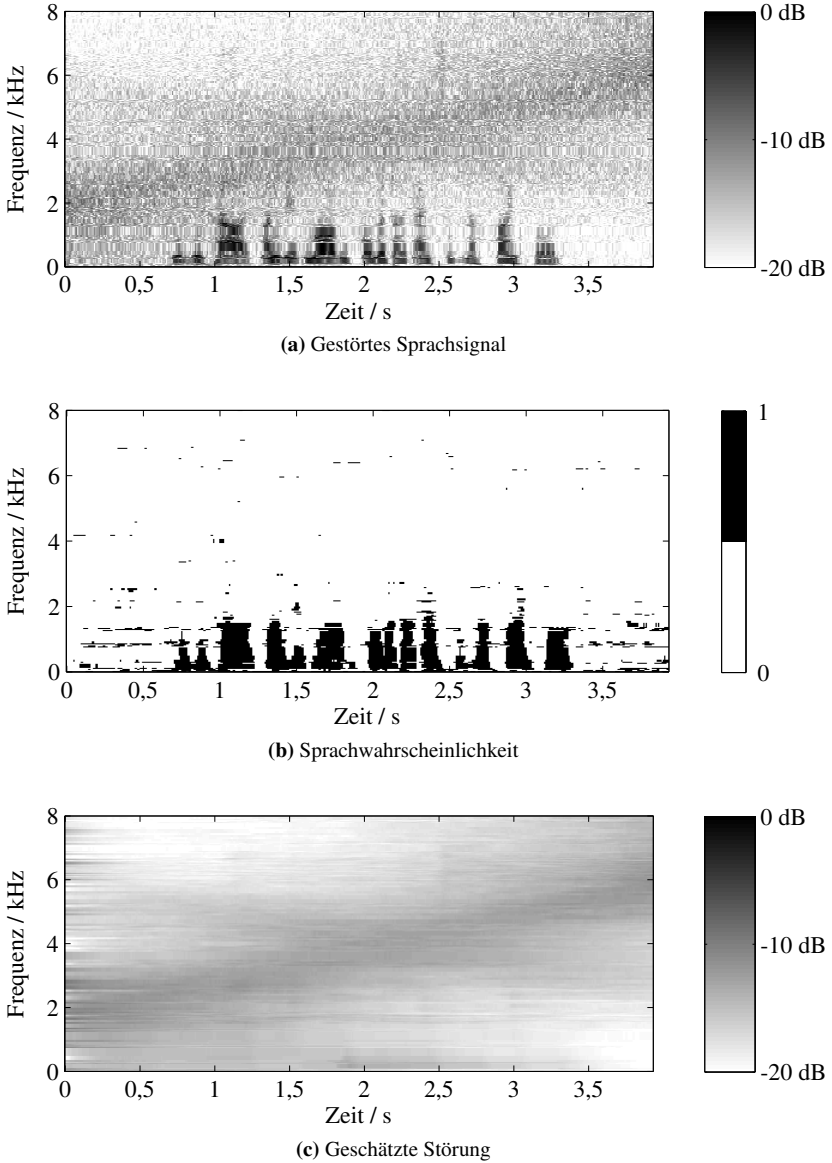 0 dB
-10 dB
-20 dB
8
6
4
2
0
Frequenz / kHz
0 0,5 1 1,5 2 2,5 3 3,5
Zeit / s
(a) Gestörtes Sprachsignal
1
0
8
6
4
2
0
Frequenz / kHz
0 0,5 1 1,5 2 2,5 3 3,5
Zeit / s
(b) Sprachwahrscheinlichkeit
0 dB
-10 dB
-20 dB
8
6
4
2
0
Frequenz / kHz
0 0,5 1 1,5 2 2,5 3 3,5
Zeit / s
(c) Geschätzte Störung